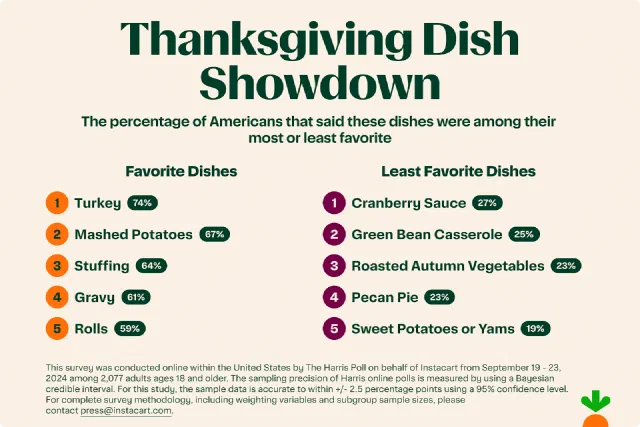 Thanksgiving Dish
Showdown
The percentage of Americans that said these dishes were among their
most or least favorite
Favorite Dishes
1 Turkey 74%
2 Mashed Potatoes 67%
3 Stuffing 64%
4 Gravy 61%
5 Rolls 59%
Least Favorite Dishes
1 Cranberry Sauce 27%
2 Green Bean Casserole 25%
3 Roasted Autumn Vegetables 23%
4 Pecan Pie 23%
5 Sweet Potatoes or Yams 19%
This survey was conducted online within the United States by The Harris Poll on behalf of Instacart from September 19 - 23,
2024 among 2,077 adults ages 18 and older. The sampling precision of Harris online polls is measured by using a Bayesian
credible interval. For this study, the sample data is accurate to within +/- 2.5 percentage points using a 95% confidence level.
For complete survey methodology, including weighting variables and subgroup sample sizes, please
contact press@instacart.com.